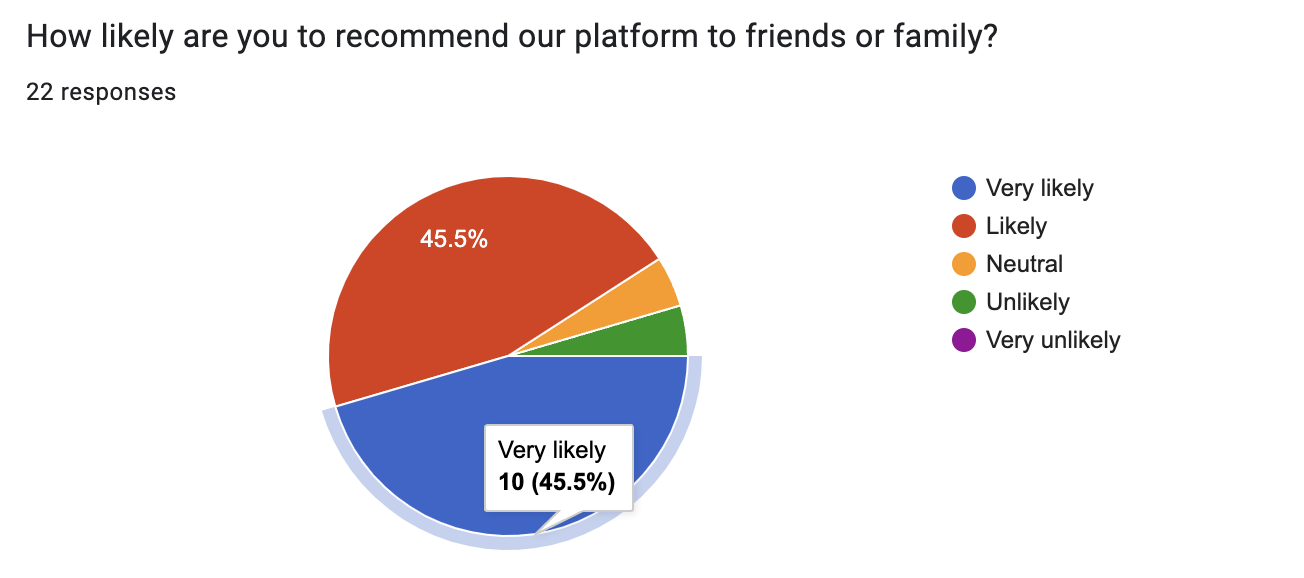 How likely are you to recommend our platform to friends or family?
22 responses
45.5%
Very likely
10 (45.5%)
Very likely
Likely
Neutral
Unlikely
Very unlikely